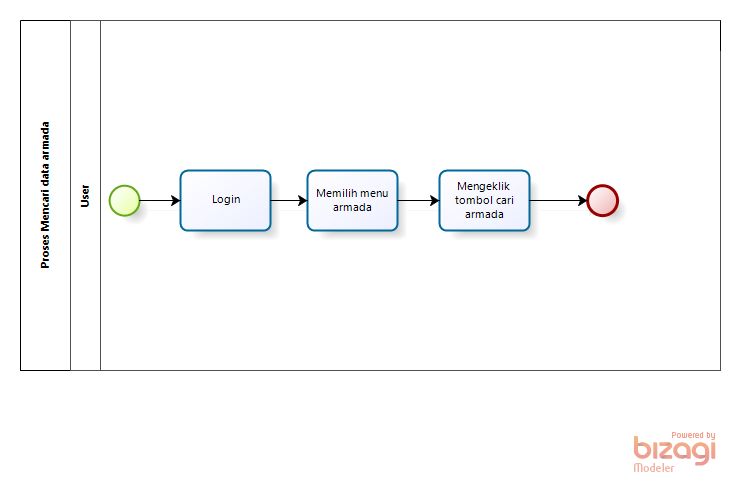 Proses Mencari data armada
User
Login
Memilih menu
armada
Mengeklik
tombol cari
armada
Powered by
bizagi
Modeler